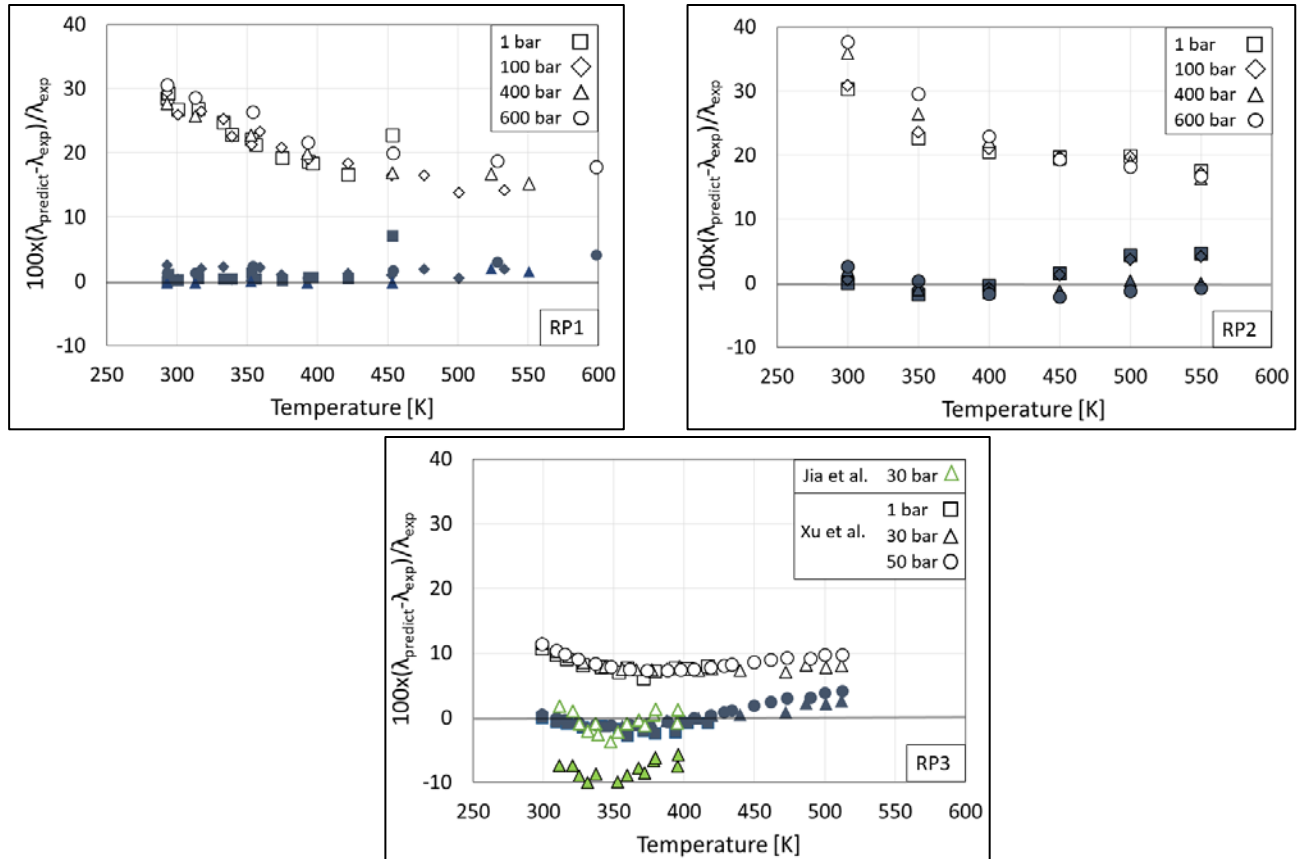 100x(λpredict-λexp)/λexp
40
30
20
10
0
-10
1 bar
100 bar
400 bar
600 bar
RP1
250 300 350 400 450 500 550 600
Temperature [K]
100x(λpredict-λexp)/λexp
40
30
20
10
0
-10
1 bar
100 bar
400 bar
600 bar
RP2
250 300 350 400 450 500 550 600
Temperature [K]
100x(λpredict-λexp)/λexp
40
30
20
10
0
-10
Jia et al. 30 bar
1 bar
Xu et al. 30 bar
50 bar
RP3
250 300 350 400 450 500 550 600
Temperature [K]